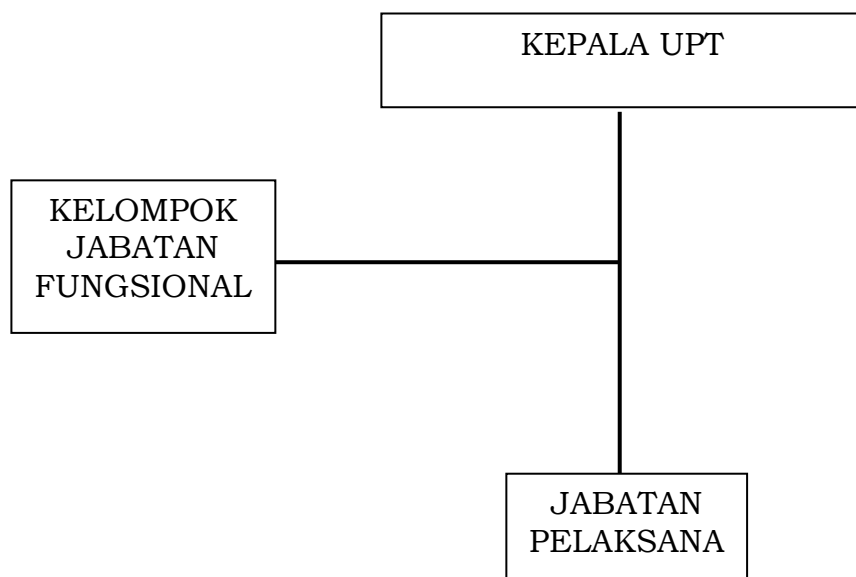 KEPALA UPT
KELOMPOK
JABATAN
FUNGSIONAL
JABATAN
PELAKSANA